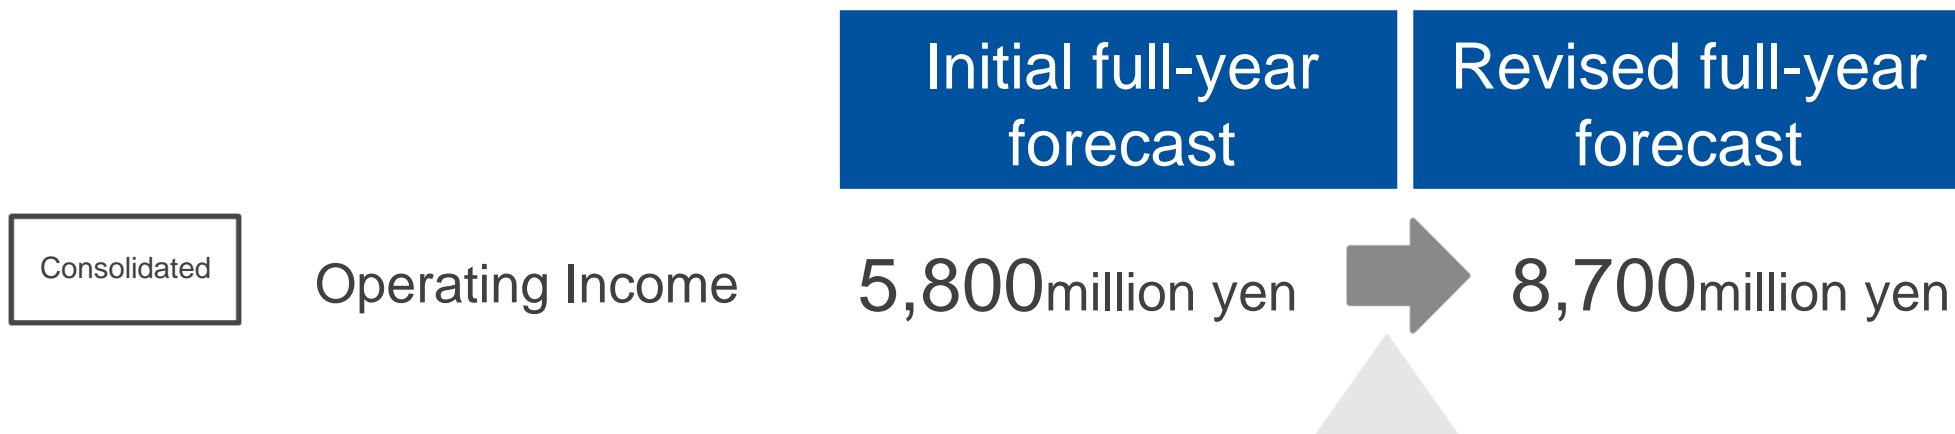 Initial full-year
forecast
Revised full-year
forecast
Consolidated
Operating Income
5,800million yen
8,700million yen